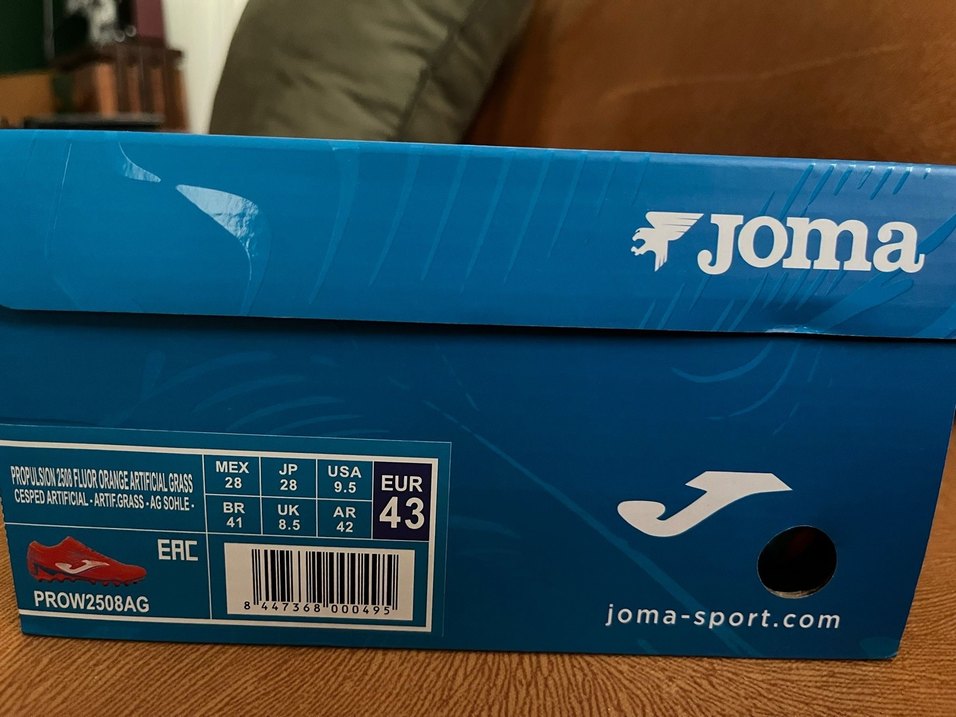 JOMA
PROPULSION 2508 FLUOR ORANGE ARTIFICIAL GRASS
CESPED ARTIFICIAL - ARTIF.GRASS - AG SOHLE -
MEX
28
JP
28
USA
9.5
EUR
43
BR
41
UK
8.5
AR
42
EAC
PROW2508AG
8 447368 000495
joma-sport.com